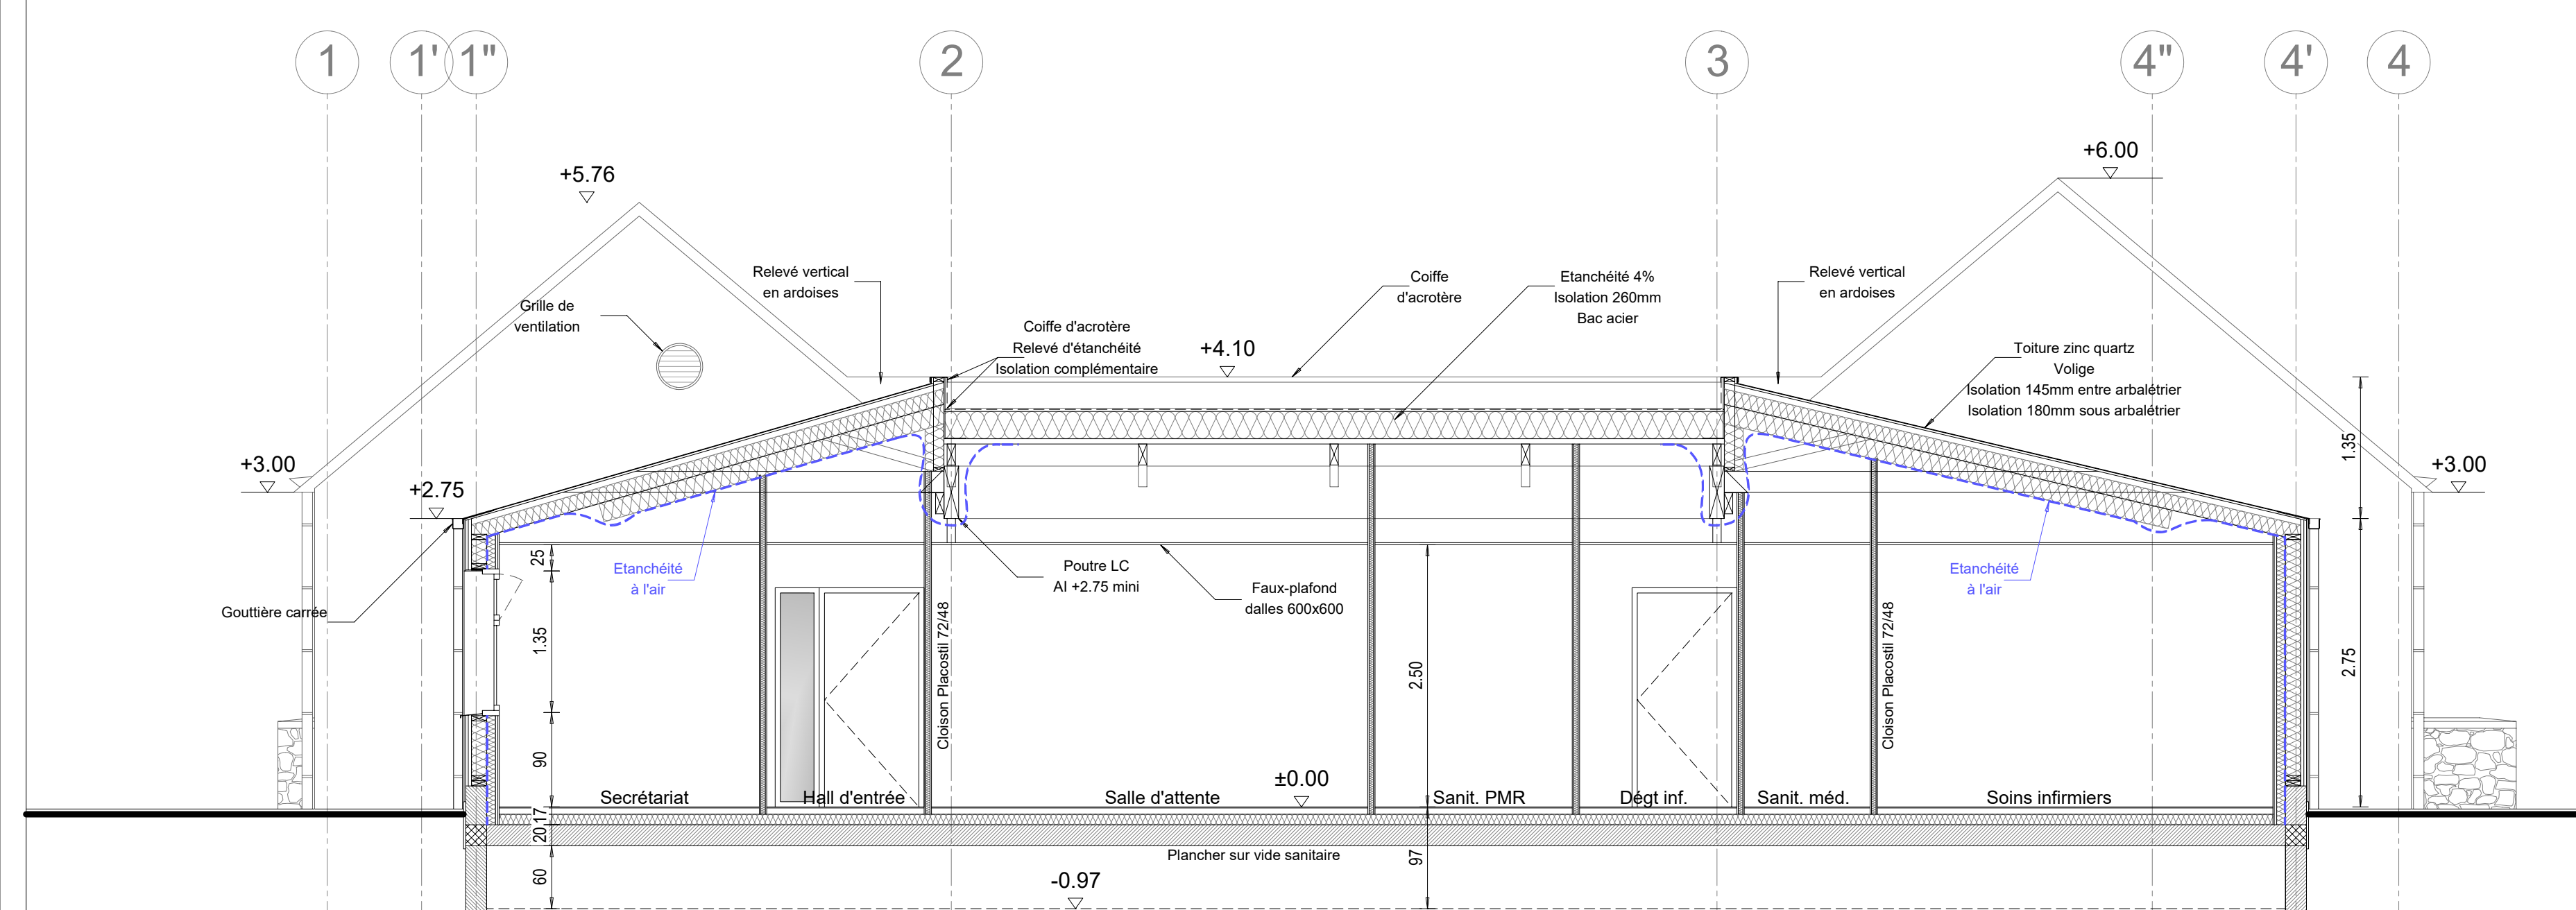 1
1'
1"
2
3
4"
4'
4
+6.00
+5.76
Relevé vertical
en ardoises
Coiffe
d'acrotère
Etanchéité 4%
Isolation 260mm
Bac acier
Relevé vertical
en ardoises
Grille de
ventilation
Coiffe d'acrotère
Relevé d'étanchéité
Isolation complémentaire
+4.10
Toiture zinc quartz
Volige
Isolation 145mm entre arbalétrier
Isolation 180mm sous arbalétrier
1.35
+3.00
+2.75
+3.00
25
Etanchéité
à l'air
Poutre LC
AI +2.75 mini
Faux-plafond
dalles 600x600
Etanchéité
à l'air
Gouttière carrée
1.35
Cloison Placostil 72/48
2.50
Cloison Placostil 72/48
2.75
90
±0.00
Secrétariat
Hall d'entrée
Salle d'attente
Sanit. PMR
Dégt inf.
Sanit. méd.
Soins infirmiers
17
20
Plancher sur vide sanitaire
97
60
-0.97